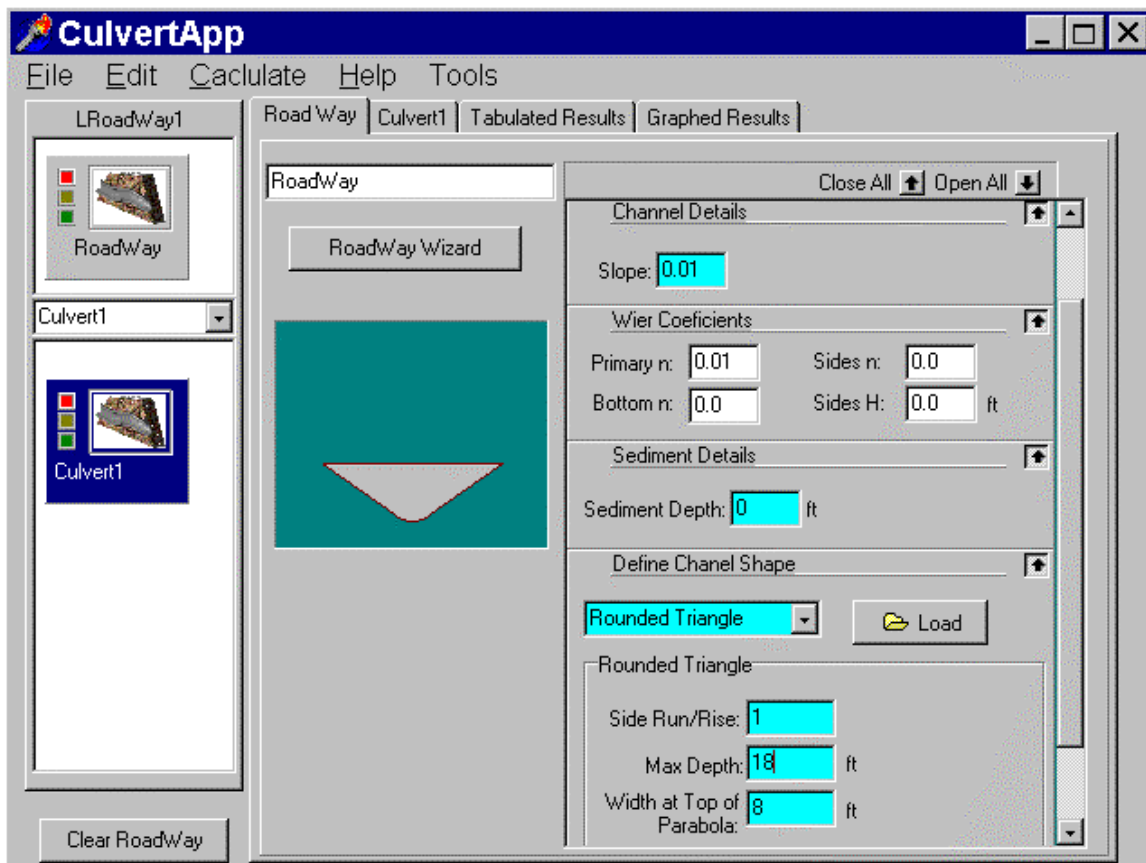 CulvertApp
File Edit Caclulate Help Tools
LRoadWay1
RoadWay
Culvert1
Culvert1
Clear RoadWay
Road Way Culvert1 Tabulated Results Graphed Results
RoadWay
RoadWay Wizard
Close All Open All
Channel Details
Slope: 0.01
Wier Coeficients
Primary n: 0.01 Sides n: 0.0
Bottom n: 0.0 Sides H: 0.0 ft
Sediment Details
Sediment Depth: 0 ft
Define Chanel Shape
Rounded Triangle Load
Rounded Triangle
Side Run/Rise: 1
Max Depth: 18 ft
Width at Top of
Parabola: 8 ft